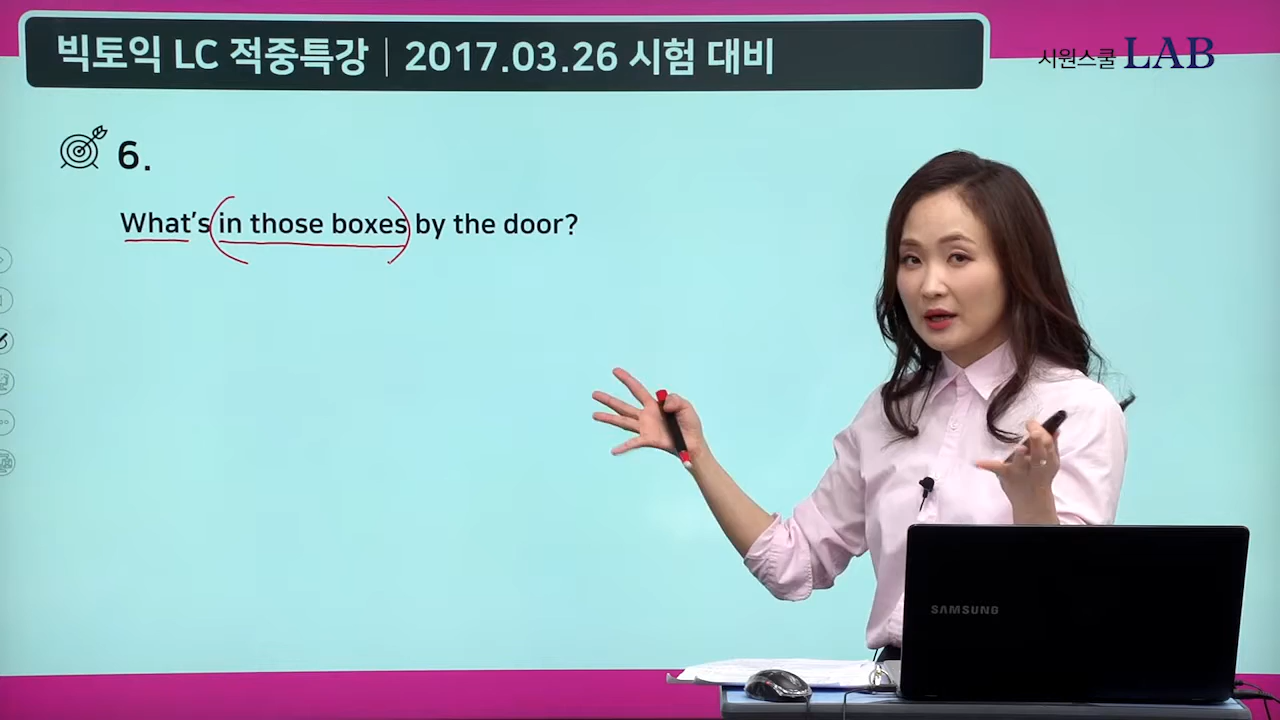 빅토익 LC 적중특강 | 2017.03.26 시험 대비
시원스쿨 LAB
6.
What's in those boxes by the door?
SAMSUNG